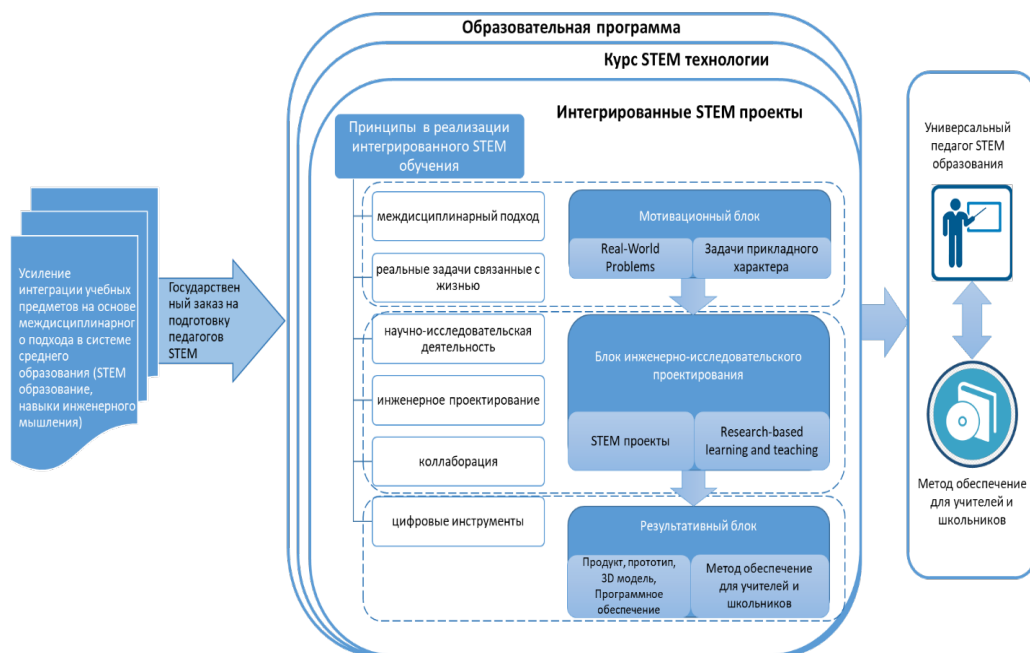 Образовательная программа
Курс STEM технологии
Интегрированные STEM проекты
Усиление
интеграции учебных
предметов на основе
междисциплинарног
о подхода в системе
среднего
образования (STEM
образование,
навыки инженерного
мышления)
Государствен
ный заказ на
подготовку
педагогов
STEM
Принципы в реализации
интегрированного STEM
обучения
междисциплинарный подход
реальные задачи связанные с
жизнью
научно-исследовательская
деятельность
инженерное проектирование
коллаборация
цифровые инструменты
Мотивационный блок
Real-World
Problems
Задачи прикладного
характера
Блок инженерно-исследовательского
проектирования
STEM проекты
Research-based
learning and teaching
Результативный блок
Продукт, прототип,
3D модель,
Программное
обеспечение
Метод обеспечение
для учителей и
школьников
Универсальный
педагог STEM
образования
Метод обеспечение
для учителей и
школьников